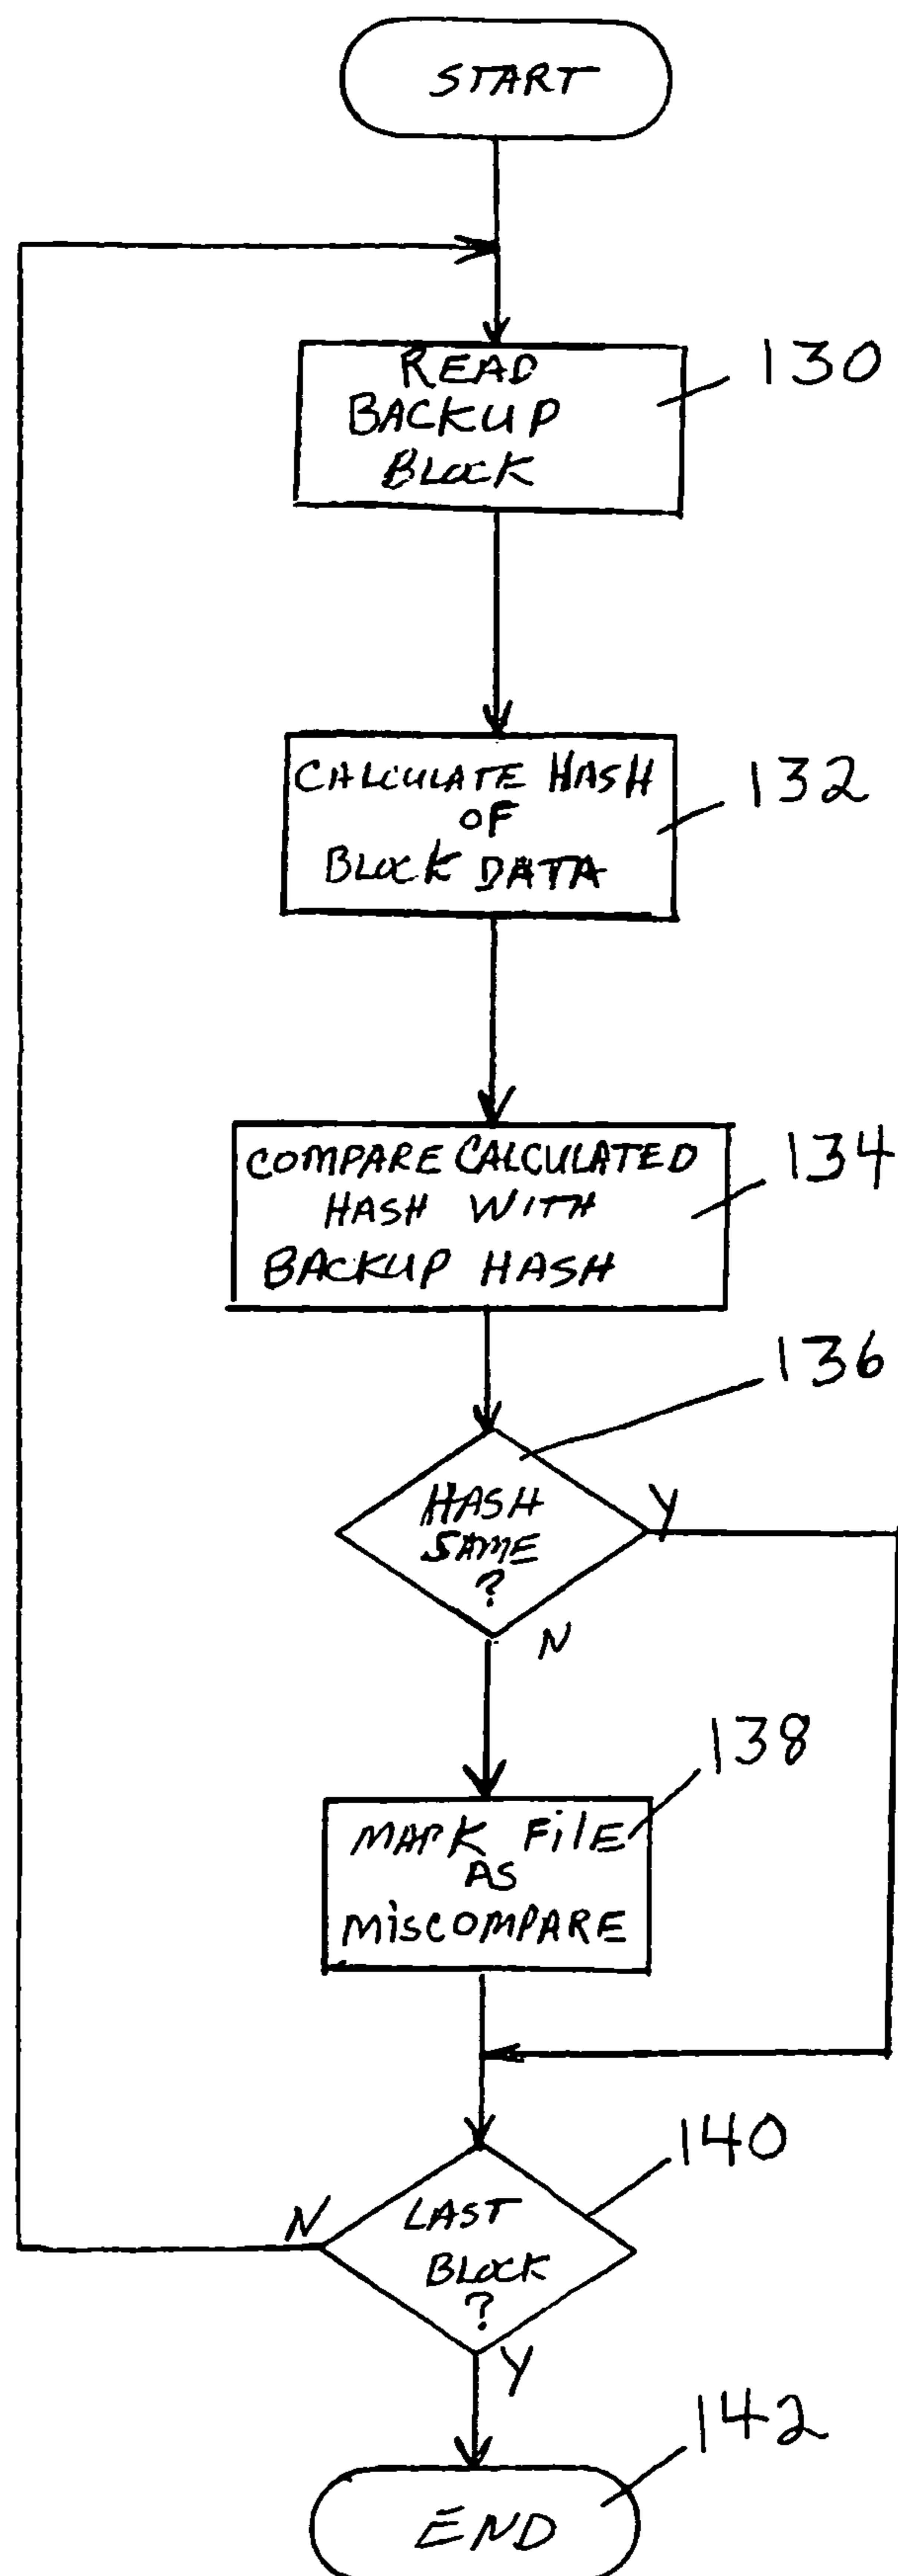 START
READ
BACKUP
BLOCK
130
CALCULATE HASH
OF
BLOCK DATA
132
COMPARE CALCULATED
HASH WITH
BACKUP HASH
134
136
HASH
SAME
?
Y
N
138
MARK FILE
AS
MISCOMPARE
140
LAST
BLOCK
?
N
Y
142
END